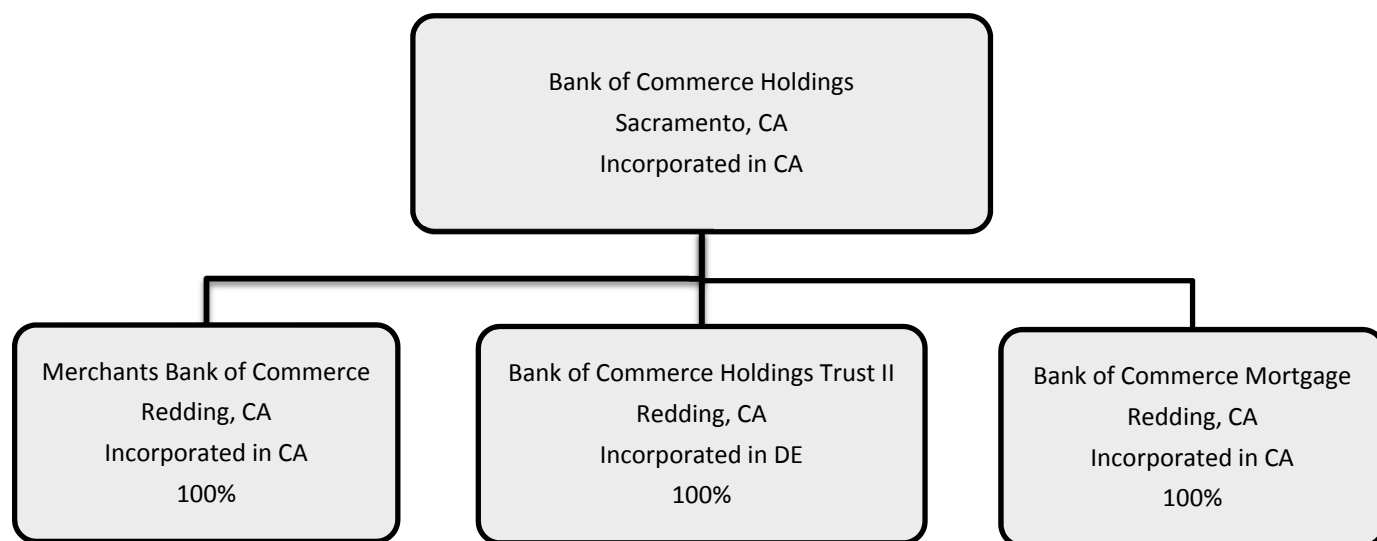 Bank of Commerce Holdings
Sacramento, CA
Incorporated in CA
Merchants Bank of Commerce
Redding, CA
Incorporated in CA
100%
Bank of Commerce Holdings Trust II
Redding, CA
Incorporated in DE
100%
Bank of Commerce Mortgage
Redding, CA
Incorporated in CA
100%